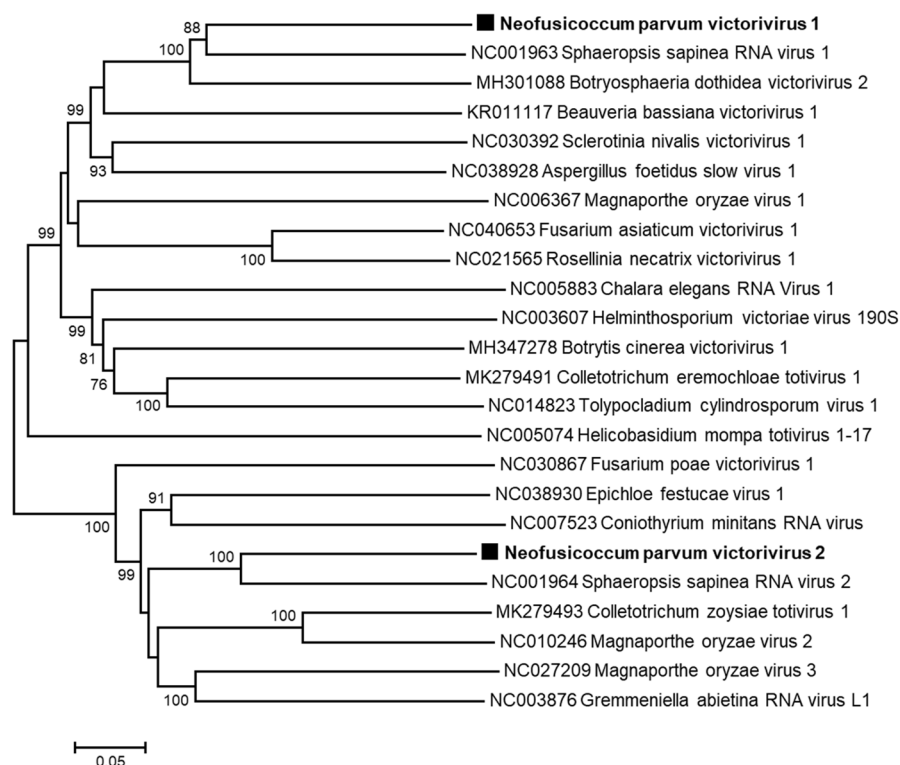 88
■ Neofusicoccum parvum victorivirus 1
100
NC001963 Sphaeropsis sapinea RNA virus 1
MH301088 Botryosphaeria dothidea victorivirus 2
99
KR011117 Beauveria bassiana victorivirus 1
NC030392 Sclerotinia nivalis victorivirus 1
93
NC038928 Aspergillus foetidus slow virus 1
NC006367 Magnaporthe oryzae virus 1
99
NC040653 Fusarium asiaticum victorivirus 1
100
NC021565 Rosellinia necatrix victorivirus 1
NC005883 Chalara elegans RNA Virus 1
99
NC003607 Helminthosporium victoriae virus 190S
81
MH347278 Botrytis cinerea victorivirus 1
76
MK279491 Colletotrichum eremochloae totivirus 1
100
NC014823 Tolypocladium cylindrosporum virus 1
NC005074 Helicobasidium mompa totivirus 1-17
NC030867 Fusarium poae victorivirus 1
91
NC038930 Epichloe festucae virus 1
100
NC007523 Coniothyrium minitans RNA virus
100
■ Neofusicoccum parvum victorivirus 2
99
NC001964 Sphaeropsis sapinea RNA virus 2
100
MK279493 Colletotrichum zoysiae totivirus 1
NC010246 Magnaporthe oryzae virus 2
NC027209 Magnaporthe oryzae virus 3
100
NC003876 Gremmeniella abietina RNA virus L1
0.05